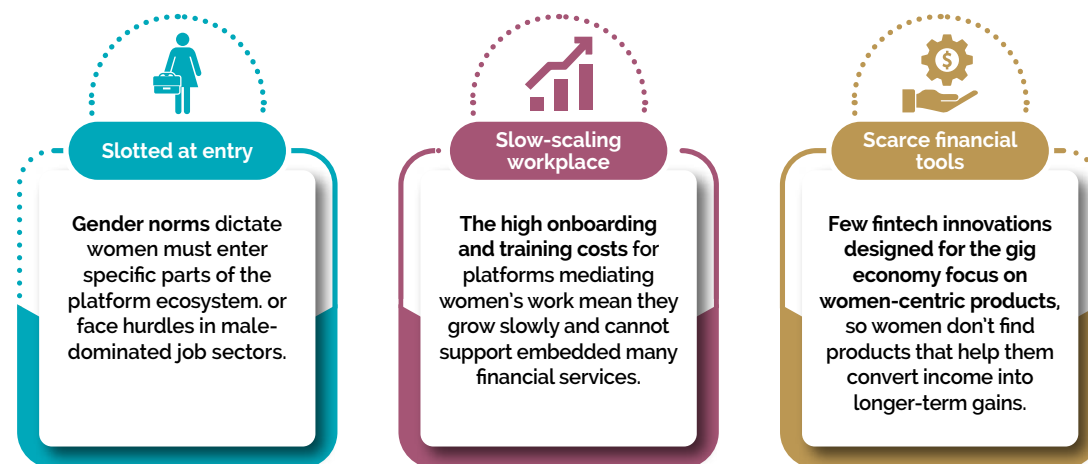 Slotted at entry
Gender norms dictate
women must enter
specific parts of the
platform ecosystem. or
face hurdles in male-
dominated job sectors.
Slow-scaling
workplace
The high onboarding
and training costs for
platforms mediating
women's work mean they
grow slowly and cannot
support embedded many
financial services.
$
Scarce financial
tools
Few fintech innovations
designed for the gig
economy focus on
women-centric products,
so women don't find
products that help them
convert income into
longer-term gains.